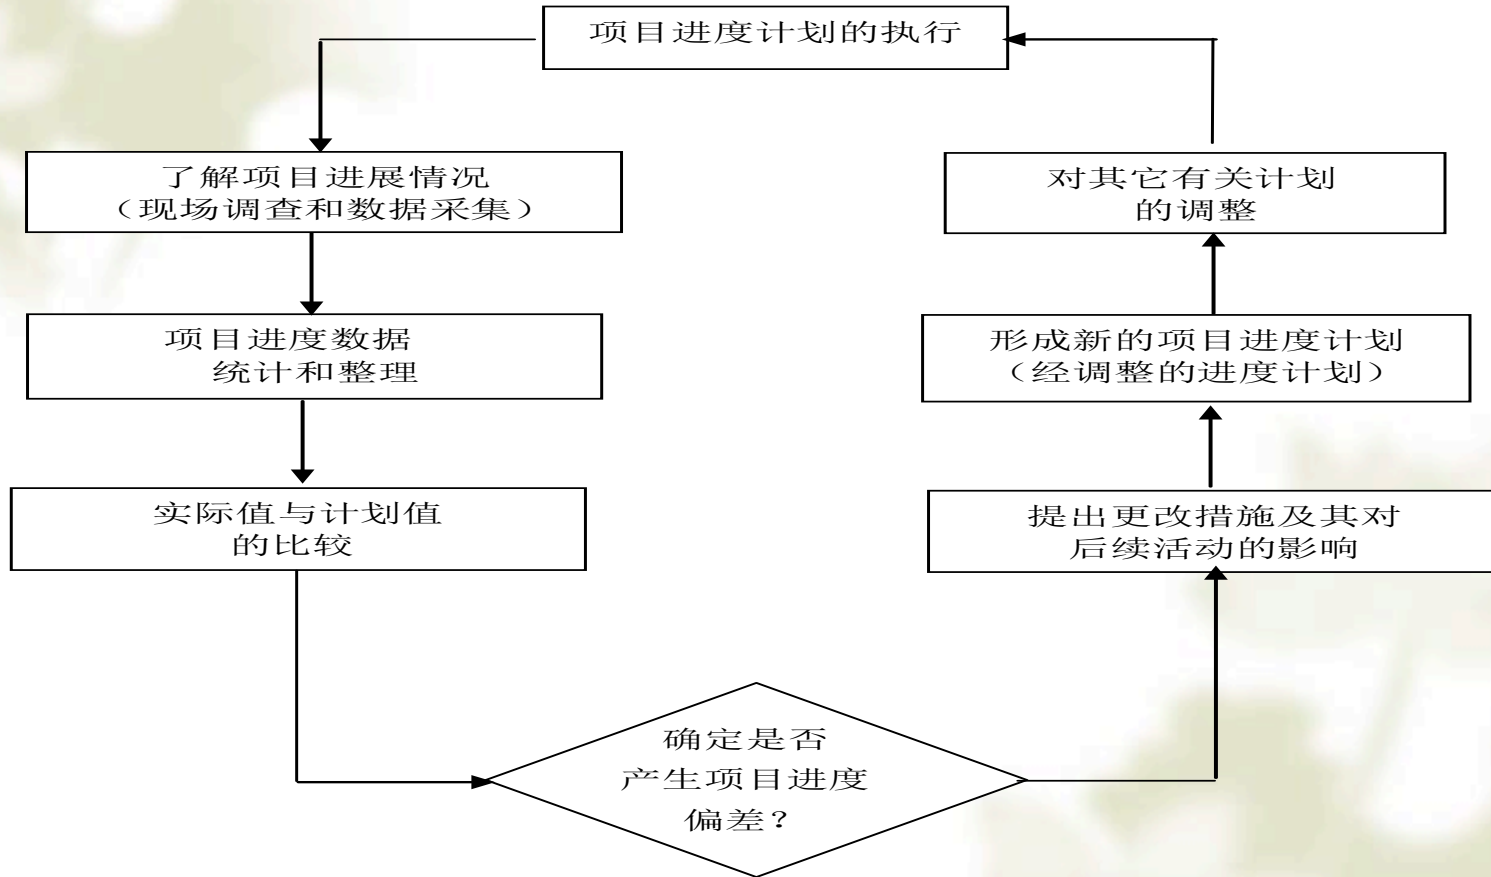 项目进度计划的执行
了解项目进展情况
（现场调查和数据采集）
项目进度数据
统计和整理
实际值与计划值
的比较
确定是否
产生项目进度
偏差？
提出更改措施及其对
后续活动的影响
形成新的项目进度计划
（经调整的进度计划）
对其它有关计划
的调整